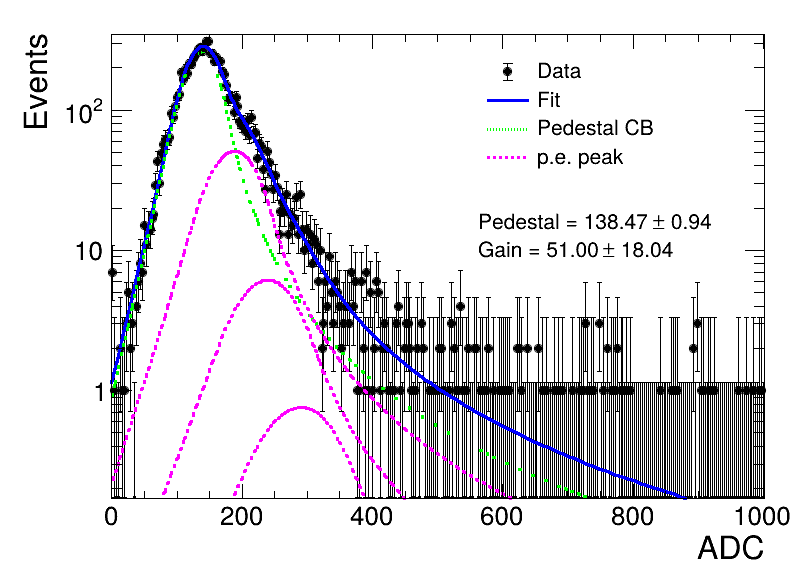 Events
Data
Fit
Pedestal CB
p.e. peak
Pedestal = 138.47 ± 0.94
Gain = 51.00 ± 18.04
10²
10
1
0 200 400 600 800 1000
ADC